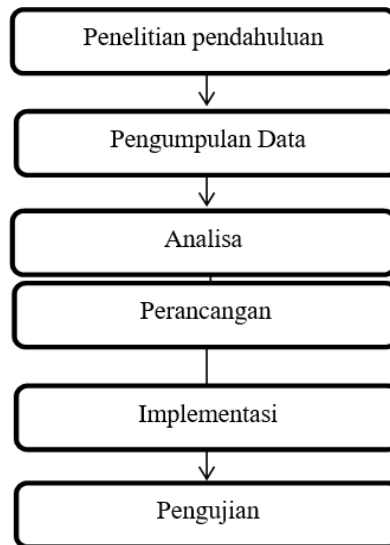 Penelitian pendahuluan
Pengumpulan Data
Analisa
Perancangan
Implementasi
Pengujian